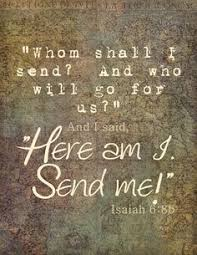 "Whom shall I
send? And who
will go for
us?"
And I said,
"Here am I.
Send me!"
Isaiah 6:8b